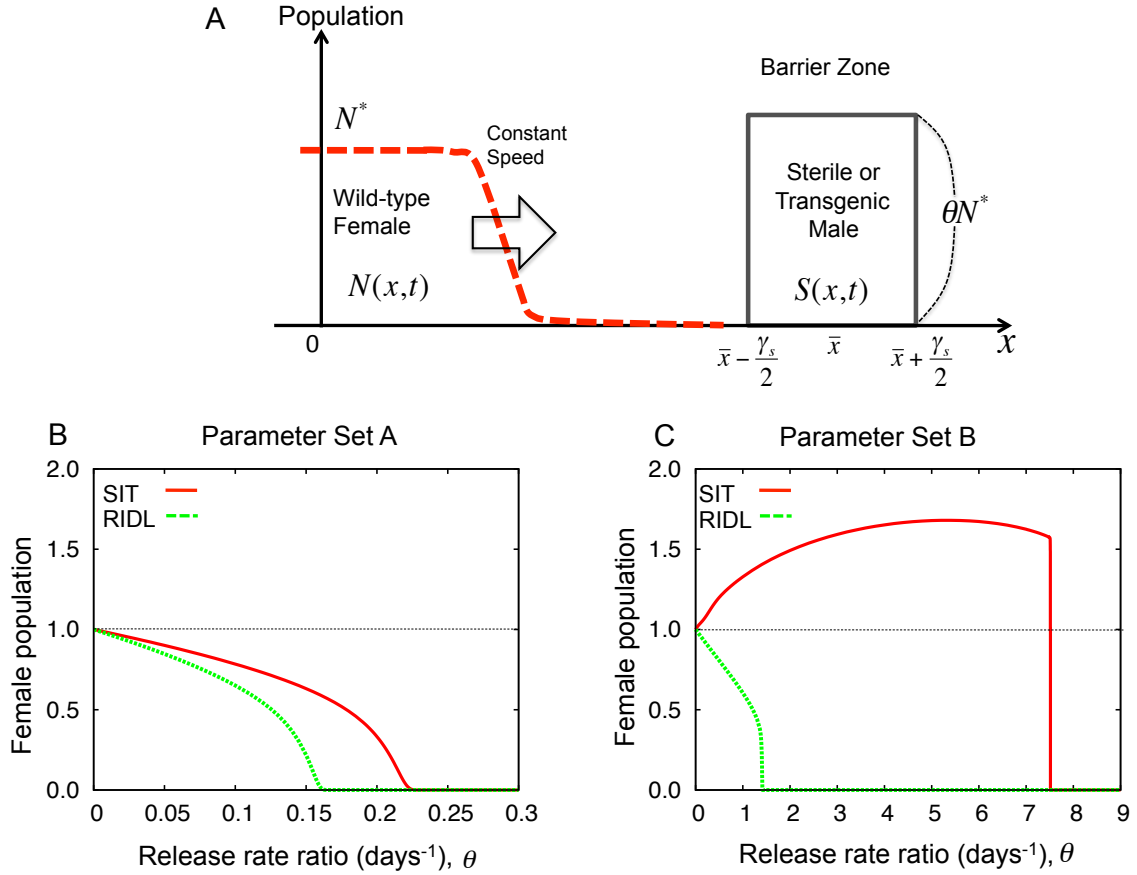 A
Population
Barrier Zone
N*
Constant
Speed
Wild-type
Female
Sterile or
Transgenic
Male
θN*
N(x,t)
S(x,t)
0
x̄ − γs/2
x̄
x̄ + γs/2
x
B
Parameter Set A
SIT
RIDL
2.0
1.5
1.0
0.5
0.0
Female population
0
0.05
0.1
0.15
0.2
0.25
0.3
Release rate ratio (days⁻¹), θ
C
Parameter Set B
SIT
RIDL
2.0
1.5
1.0
0.5
0.0
Female population
0
1
2
3
4
5
6
7
8
9
Release rate ratio (days⁻¹), θ